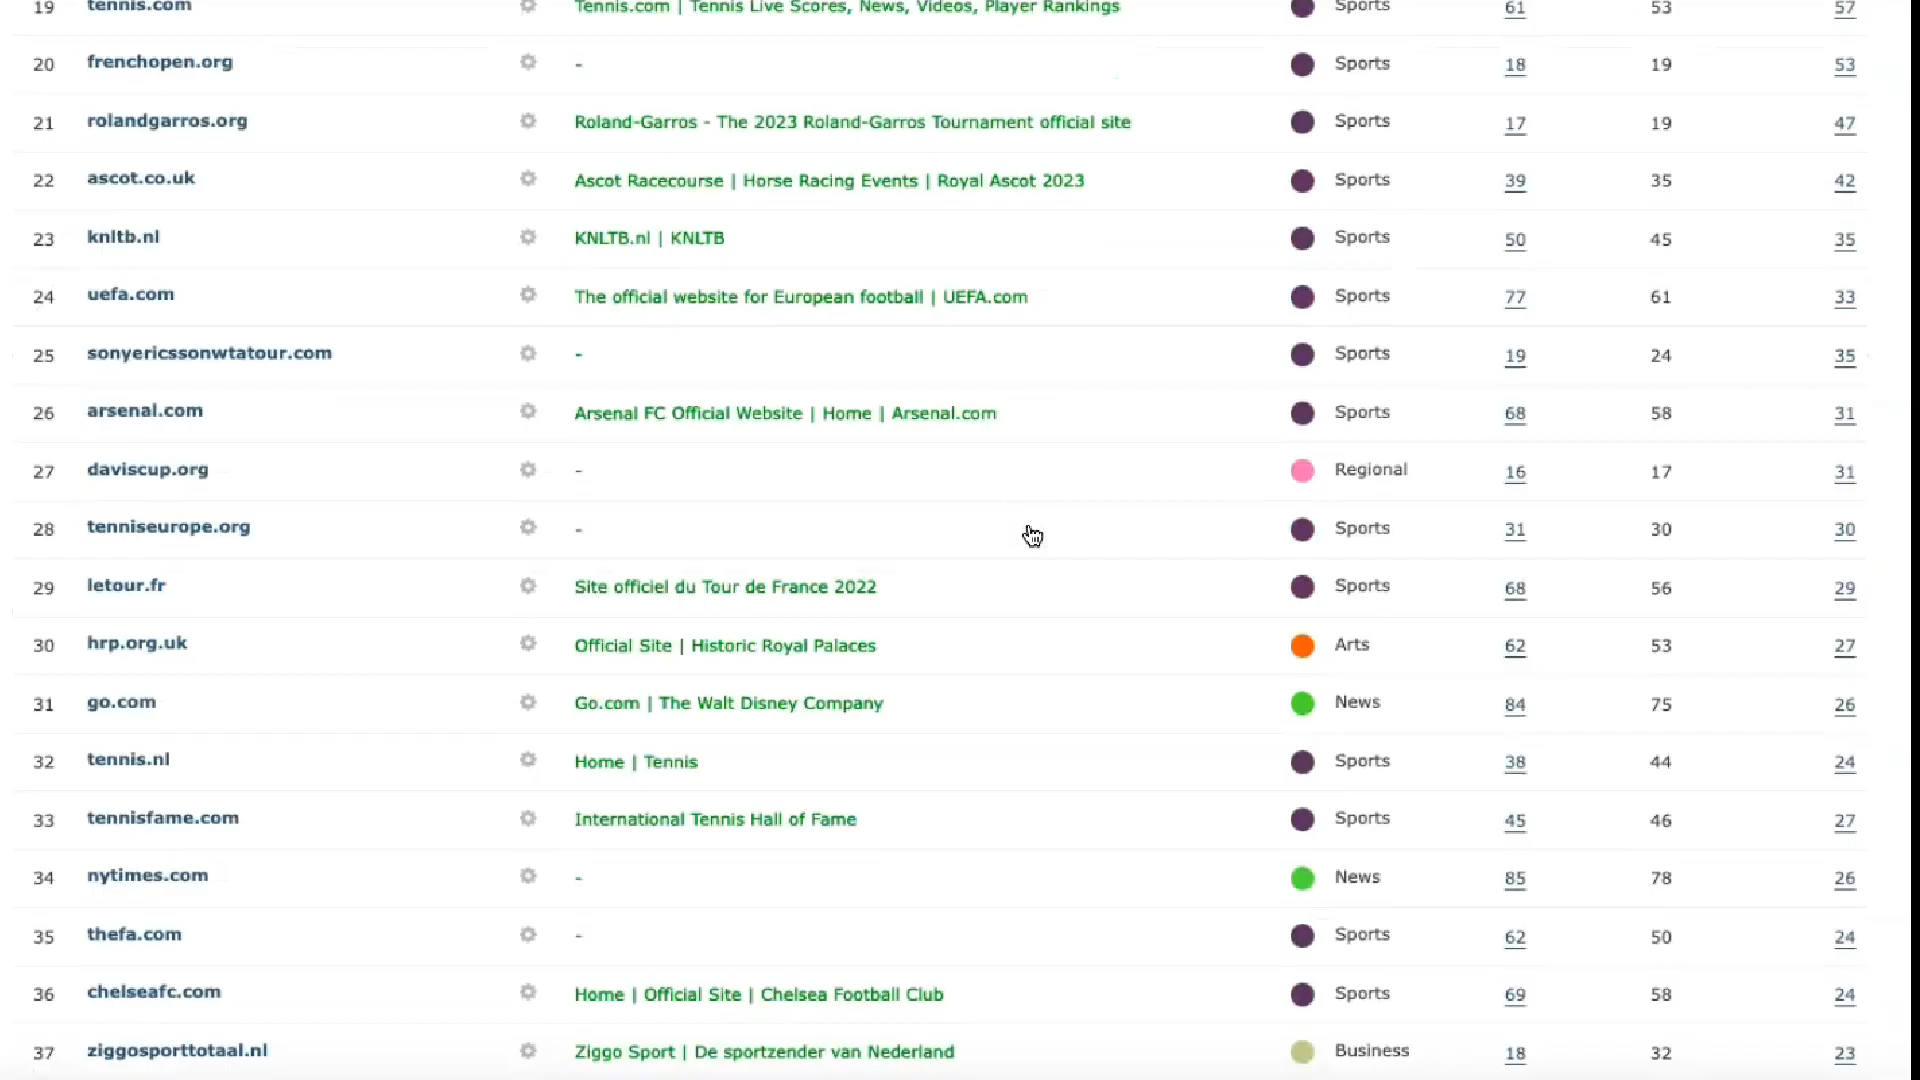 19 tennis.com Tennis.com | Tennis Live Scores, News, Videos, Player Rankings Sports 61 53 57
20 frenchopen.org - Sports 18 19 53
21 rolandgarros.org Roland-Garros - The 2023 Roland-Garros Tournament official site Sports 17 19 47
22 ascot.co.uk Ascot Racecourse | Horse Racing Events | Royal Ascot 2023 Sports 39 35 42
23 knltb.nl KNLTB.nl | KNLTB Sports 50 45 35
24 uefa.com The official website for European football | UEFA.com Sports 77 61 33
25 sonyericssonwtatour.com - Sports 19 24 35
26 arsenal.com Arsenal FC Official Website | Home | Arsenal.com Sports 68 58 31
27 daviscup.org - Regional 16 17 31
28 tenniseurope.org - Sports 31 30 30
29 letour.fr Site officiel du Tour de France 2022 Sports 68 56 29
30 hrp.org.uk Official Site | Historic Royal Palaces Arts 62 53 27
31 go.com Go.com | The Walt Disney Company News 84 75 26
32 tennis.nl Home | Tennis Sports 38 44 24
33 tennisfame.com International Tennis Hall of Fame Sports 45 46 27
34 nytimes.com - News 85 78 26
35 thefa.com - Sports 62 50 24
36 chelseafc.com Home | Official Site | Chelsea Football Club Sports 69 58 24
37 ziggosporttotaal.nl Ziggo Sport | De sportzender van Nederland Business 18 32 23